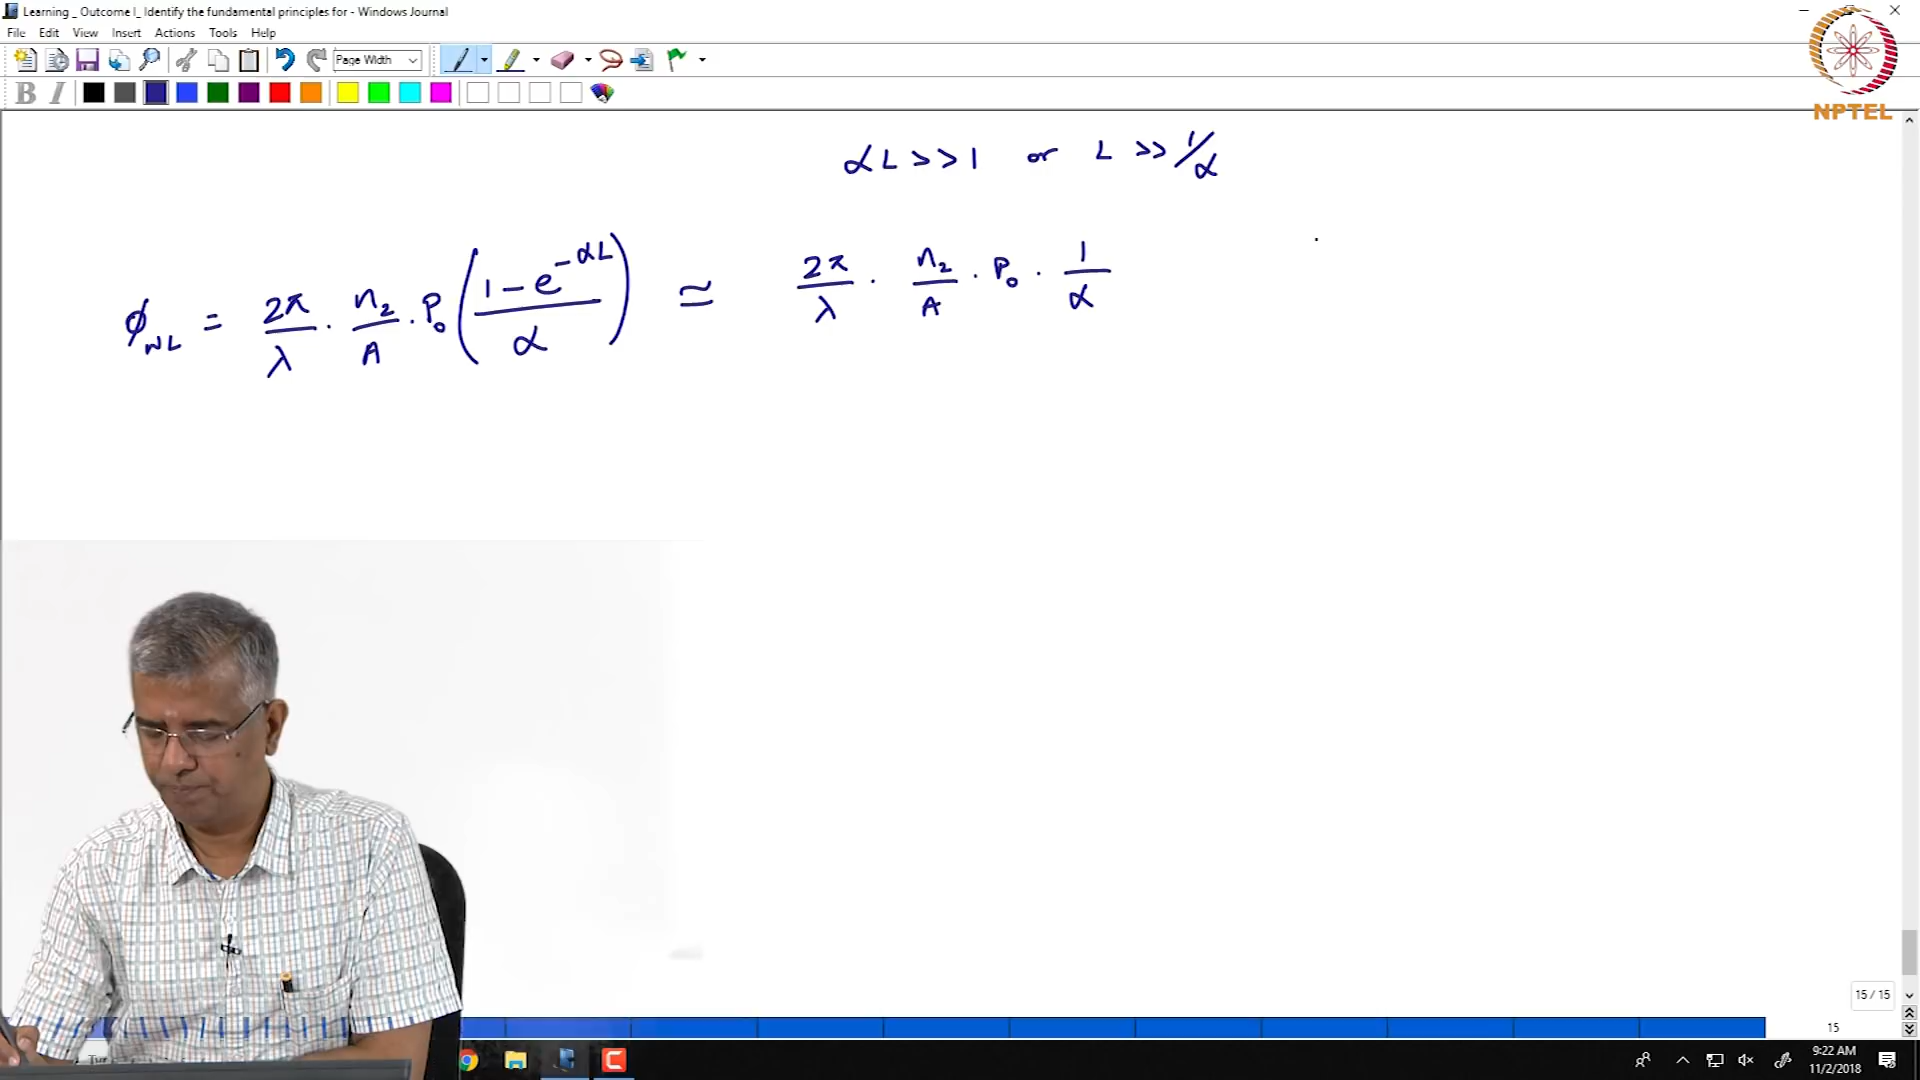 Learning _ Outcome I_ Identify the fundamental principles for - Windows Journal
File Edit View Insert Actions Tools Help
Page Width
B I
NPTEL
αL >> 1 or L >> 1/α
ϕ_NL = 2π/λ · n₂/A · P₀ ( (1 - e^{-αL})/α ) ≃ 2π/λ · n₂/A · P₀ · 1/α
15 / 15
15
9:22 AM
11/2/2018